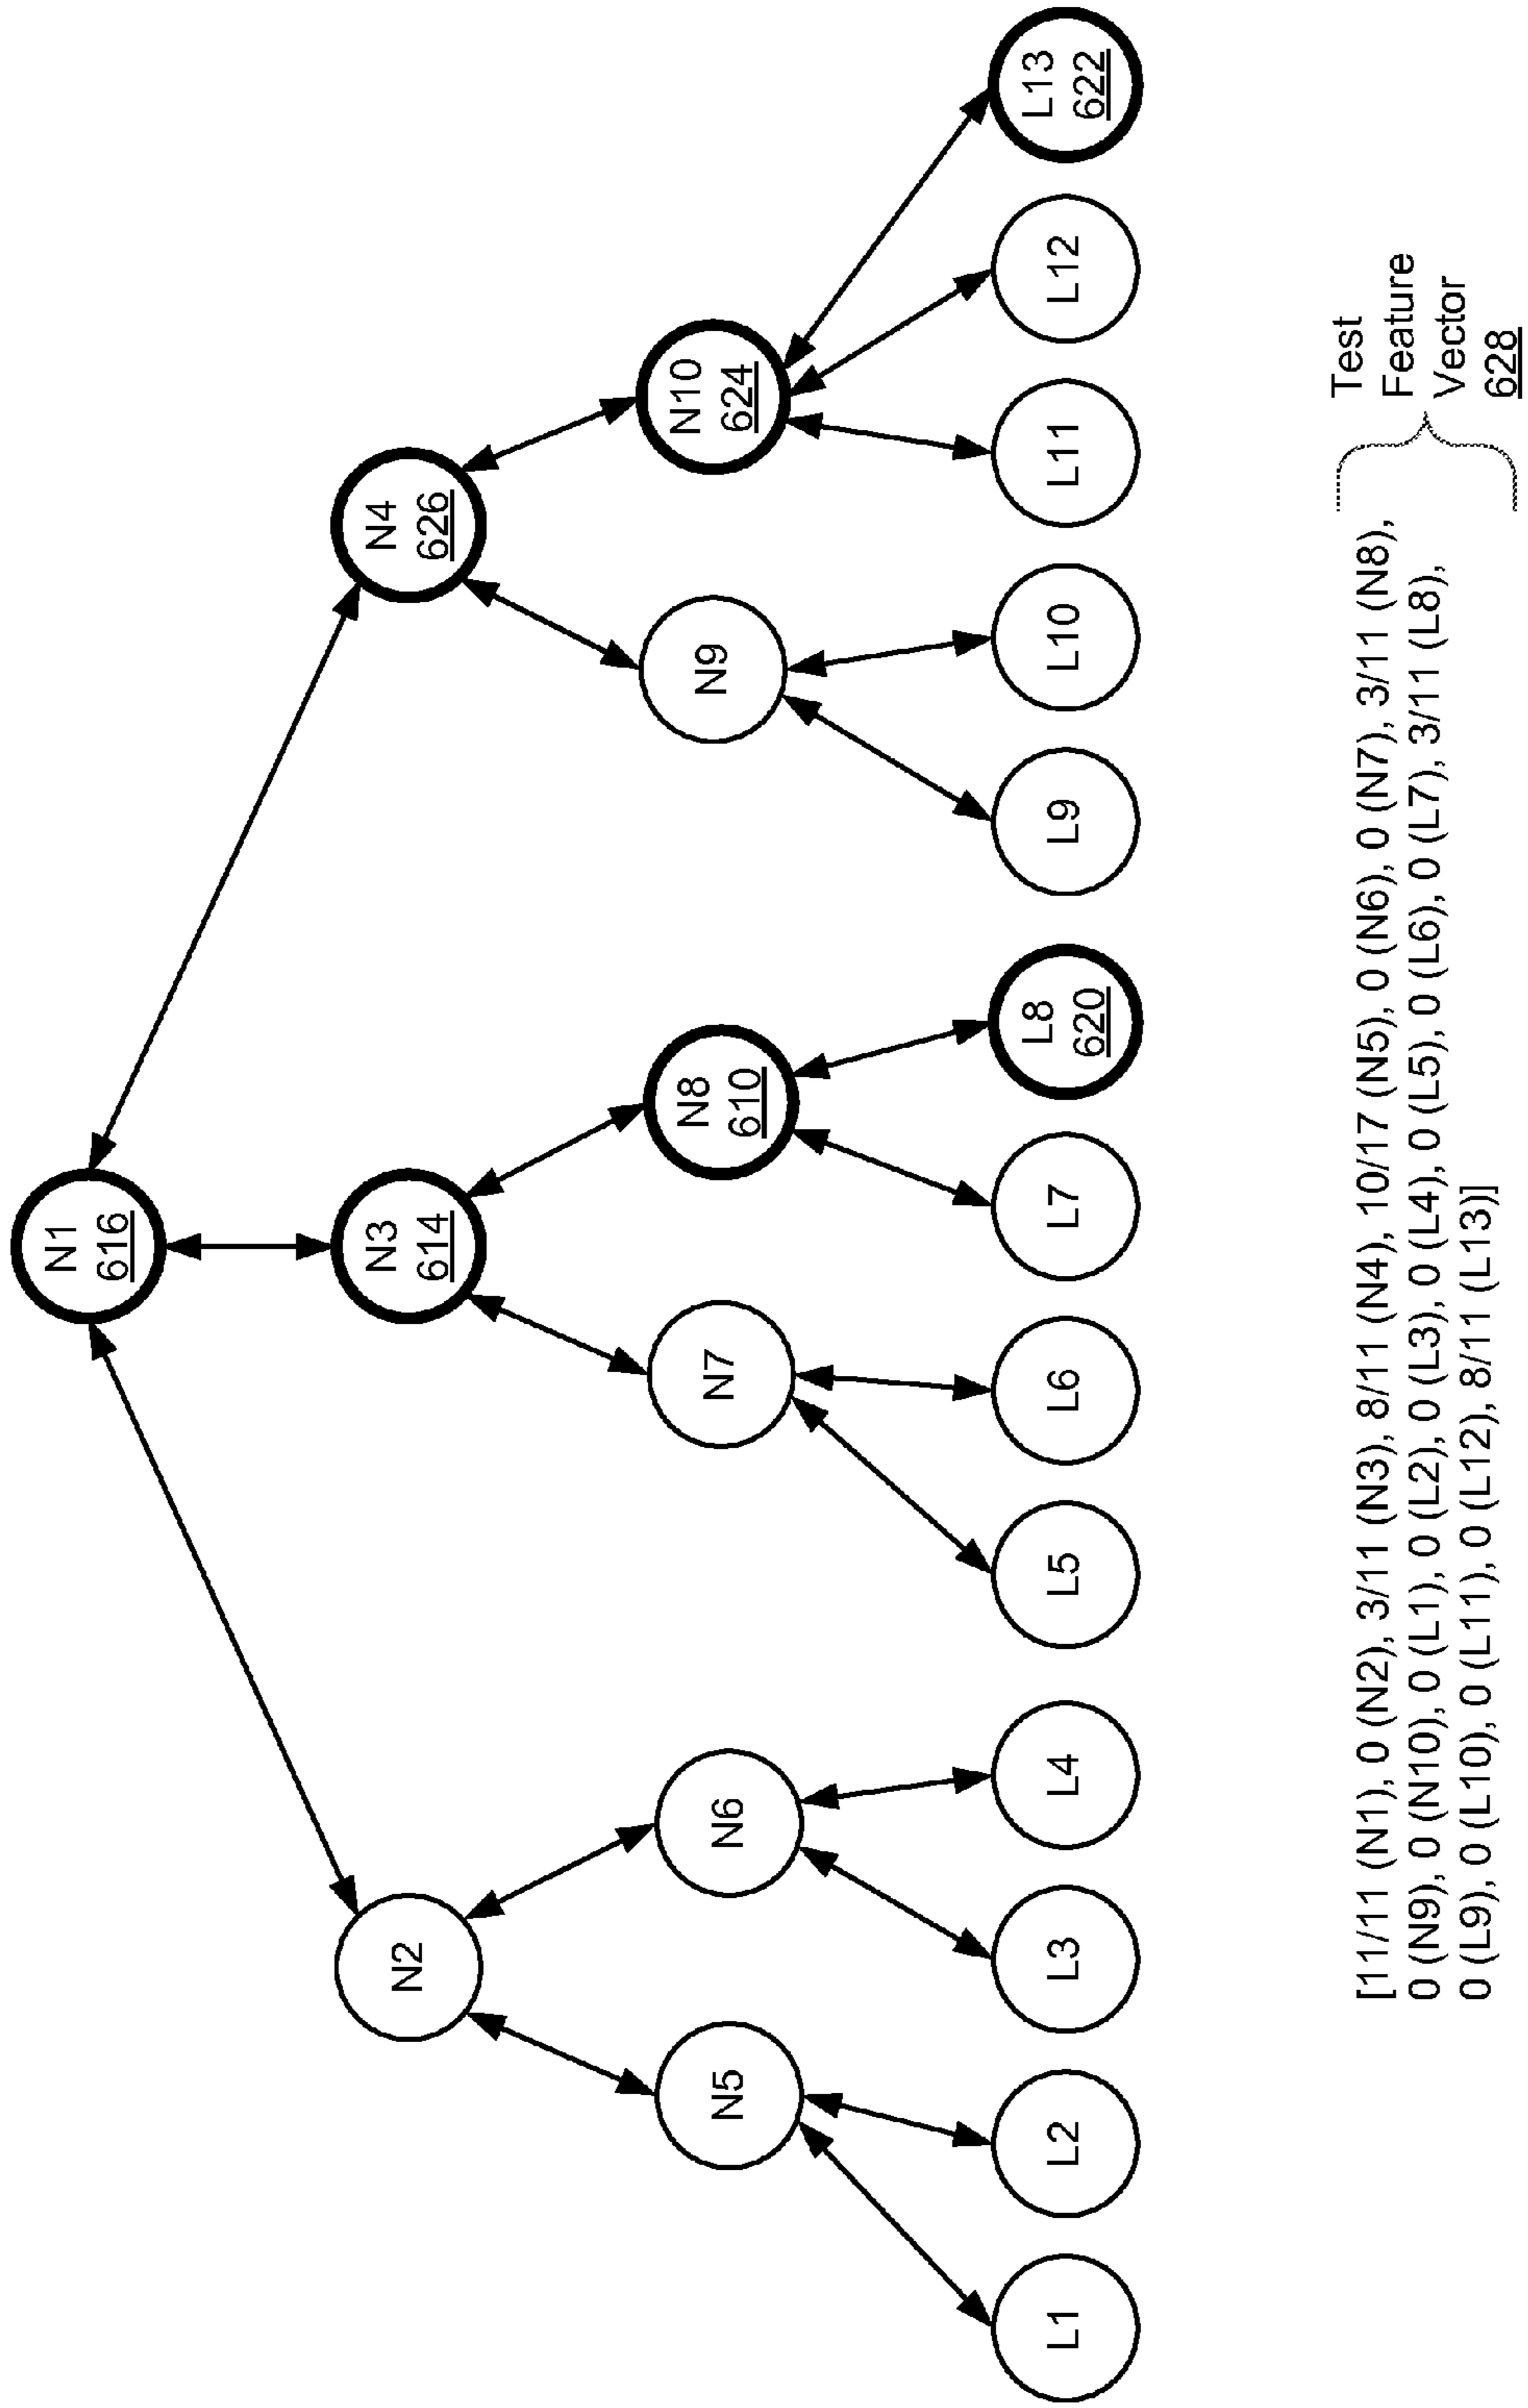 N1
616
N2
N3
614
N4
626
N5
N6
N7
N8
610
N9
N10
624
L1
L2
L3
L4
L5
L6
L7
L8
620
L9
L10
L11
L12
L13
622
[11/11 (N1), 0 (N2), 3/11 (N3), 8/11 (N4), 10/17 (N5), 0 (N6), 0 (N7), 3/11 (N8),
0 (N9), 0 (N10), 0 (L1), 0 (L2), 0 (L3), 0 (L4), 0 (L5), 0 (L6), 0 (L7), 3/11 (L8),
0 (L9), 0 (L10), 0 (L11), 0 (L12), 8/11 (L13)]
Test
Feature
Vector
628